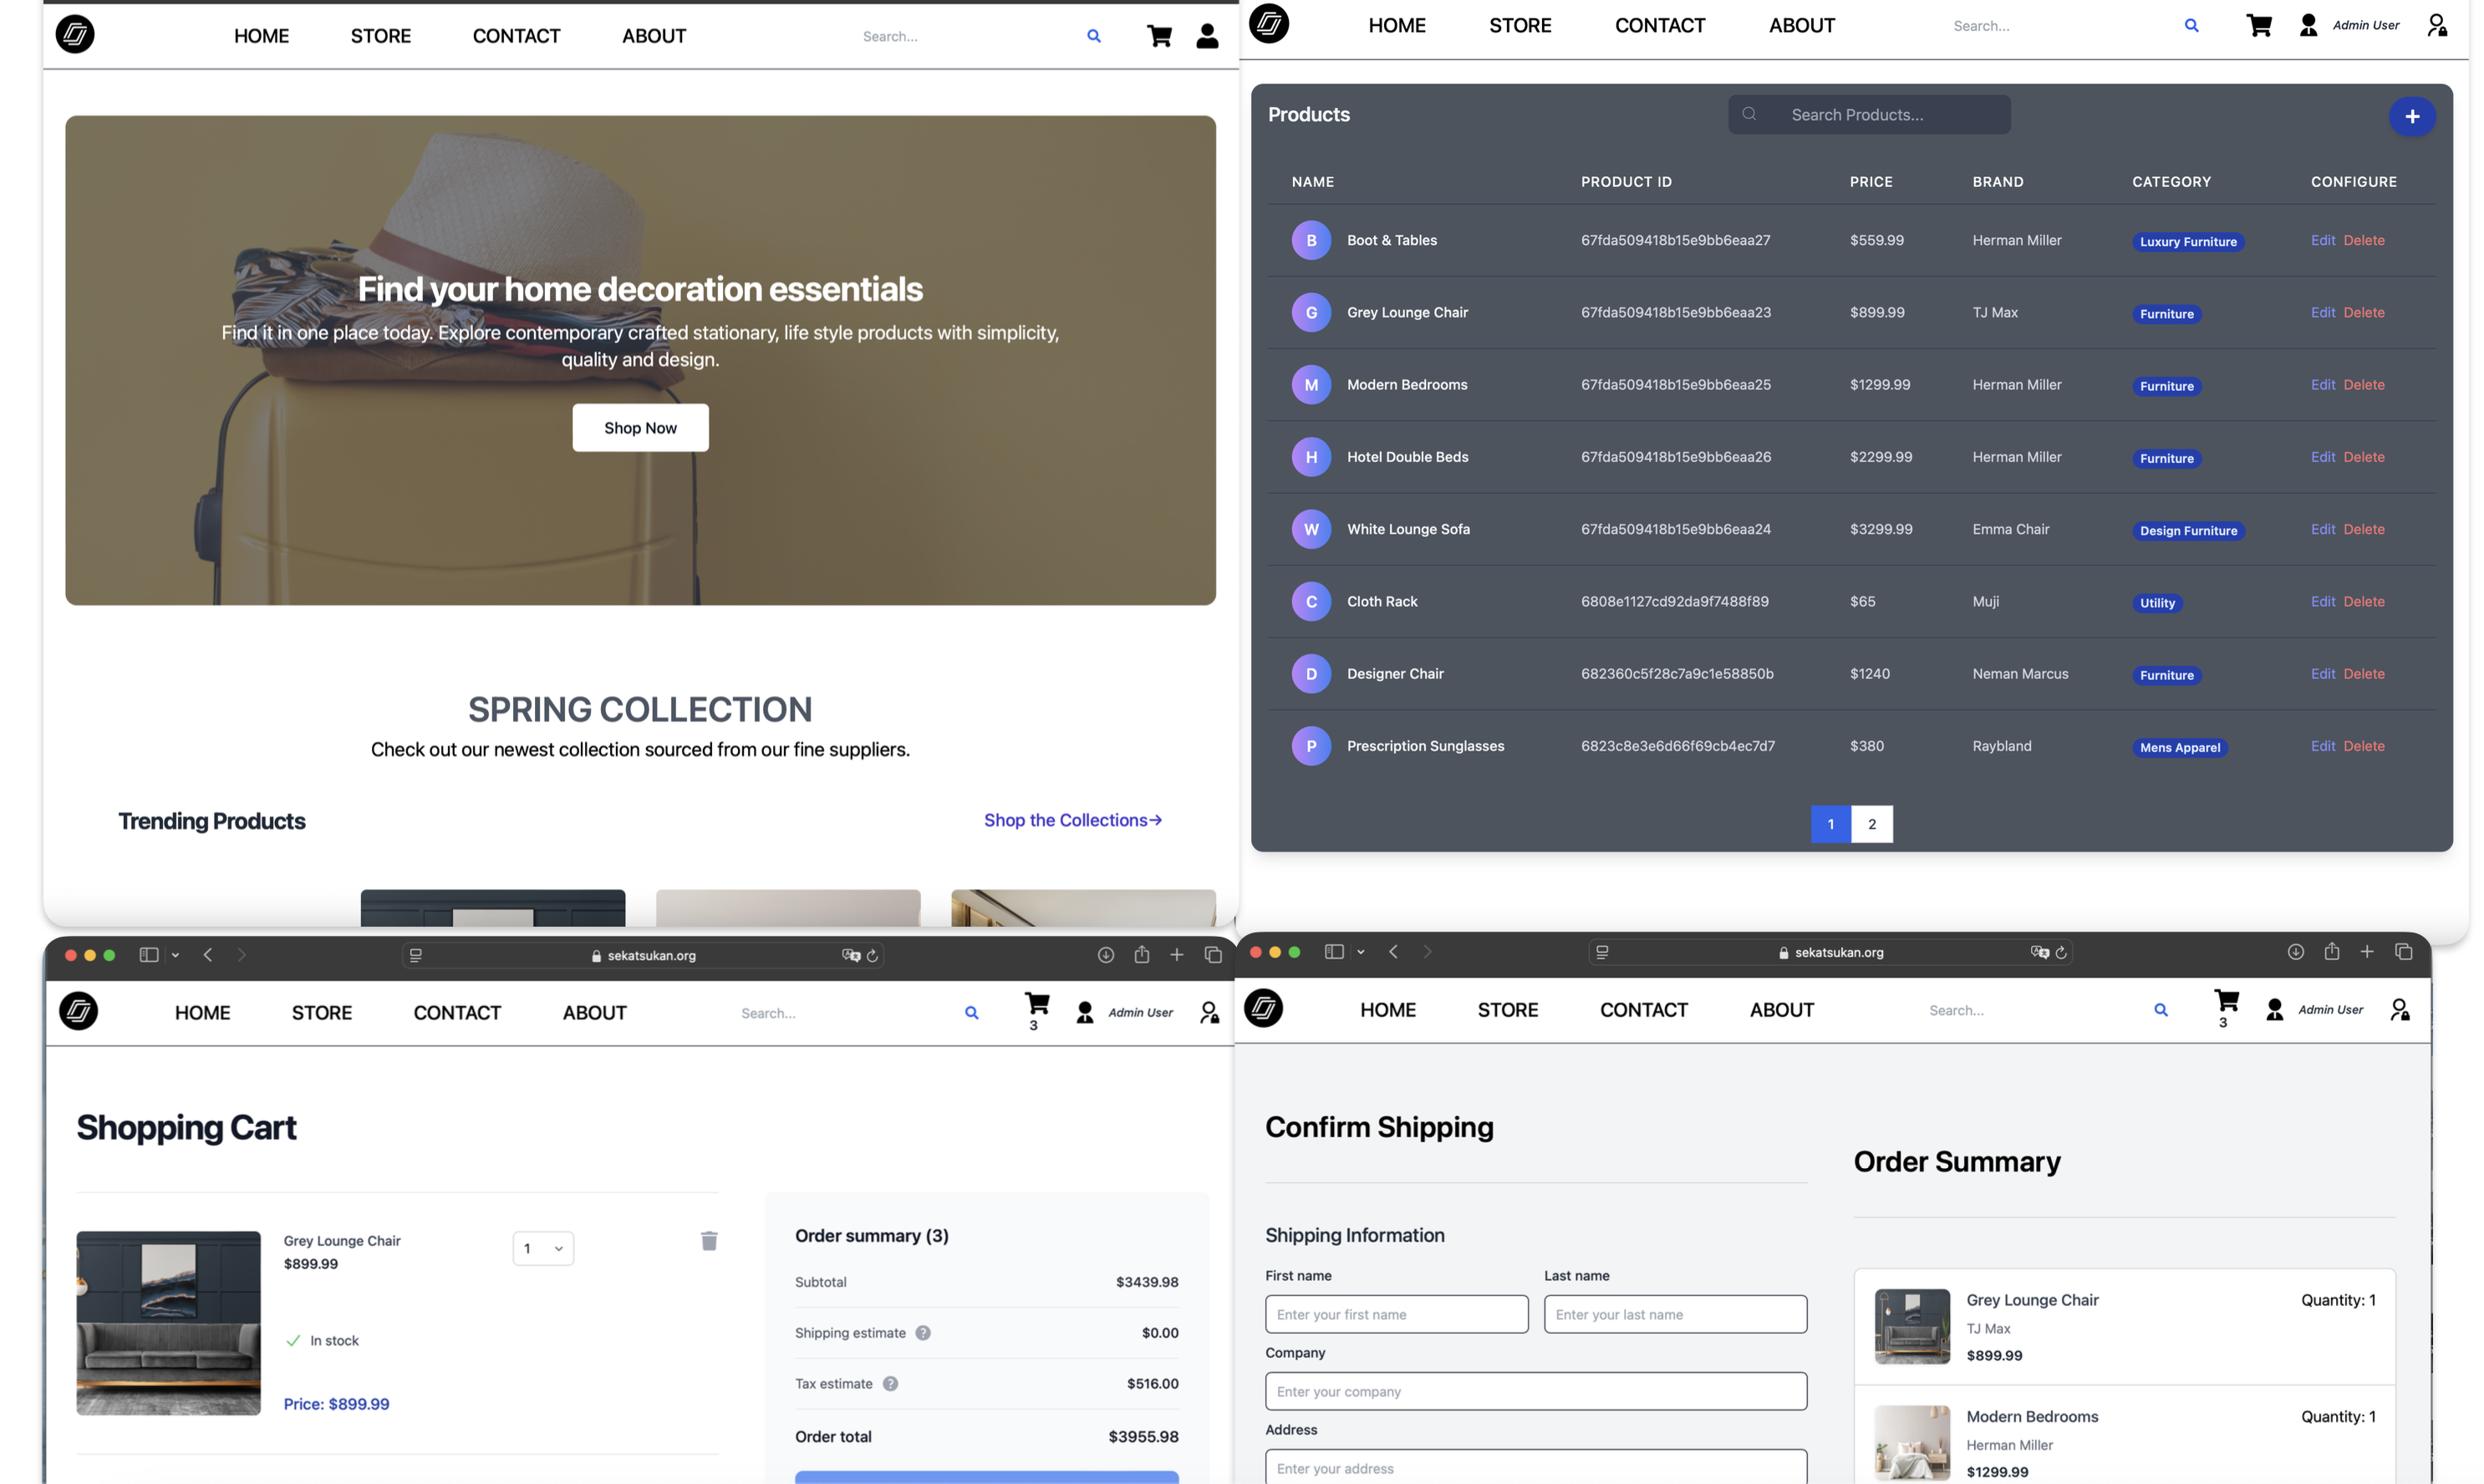 HOME STORE CONTACT ABOUT Search...
Find your home decoration essentials
Find it in one place today. Explore contemporary crafted stationary, life style products with simplicity,
quality and design.
Shop Now
SPRING COLLECTION
Check out our newest collection sourced from our fine suppliers.
Trending Products Shop the Collections→
HOME STORE CONTACT ABOUT Search... Admin User
Products Search Products... +
NAME PRODUCT ID PRICE BRAND CATEGORY CONFIGURE
B Boot & Tables 67fda509418b15e9bb6eaa27 $559.99 Herman Miller Luxury Furniture Edit Delete
G Grey Lounge Chair 67fda509418b15e9bb6eaa23 $899.99 TJ Max Furniture Edit Delete
M Modern Bedrooms 67fda509418b15e9bb6eaa25 $1299.99 Herman Miller Furniture Edit Delete
H Hotel Double Beds 67fda509418b15e9bb6eaa26 $2299.99 Herman Miller Furniture Edit Delete
W White Lounge Sofa 67fda509418b15e9bb6eaa24 $3299.99 Emma Chair Design Furniture Edit Delete
C Cloth Rack 6808e1127cd92da9f7488f89 $65 Muji Utility Edit Delete
D Designer Chair 682360c5f28c7a9c1e58850b $1240 Neman Marcus Furniture Edit Delete
P Prescription Sunglasses 6823c8e3e6d66f69cb4ec7d7 $380 Raybland Mens Apparel Edit Delete
1 2
sekatsukan.org
HOME STORE CONTACT ABOUT Search... 3 Admin User
Shopping Cart
Grey Lounge Chair 1
$899.99
In stock
Price: $899.99
Order summary (3)
Subtotal $3439.98
Shipping estimate ? $0.00
Tax estimate ? $516.00
Order total $3955.98
sekatsukan.org
HOME STORE CONTACT ABOUT Search... 3 Admin User
Confirm Shipping
Shipping Information
First name Last name
Enter your first name Enter your last name
Company
Enter your company
Address
Enter your address
Order Summary
Grey Lounge Chair Quantity: 1
TJ Max
$899.99
Modern Bedrooms Quantity: 1
Herman Miller
$1299.99